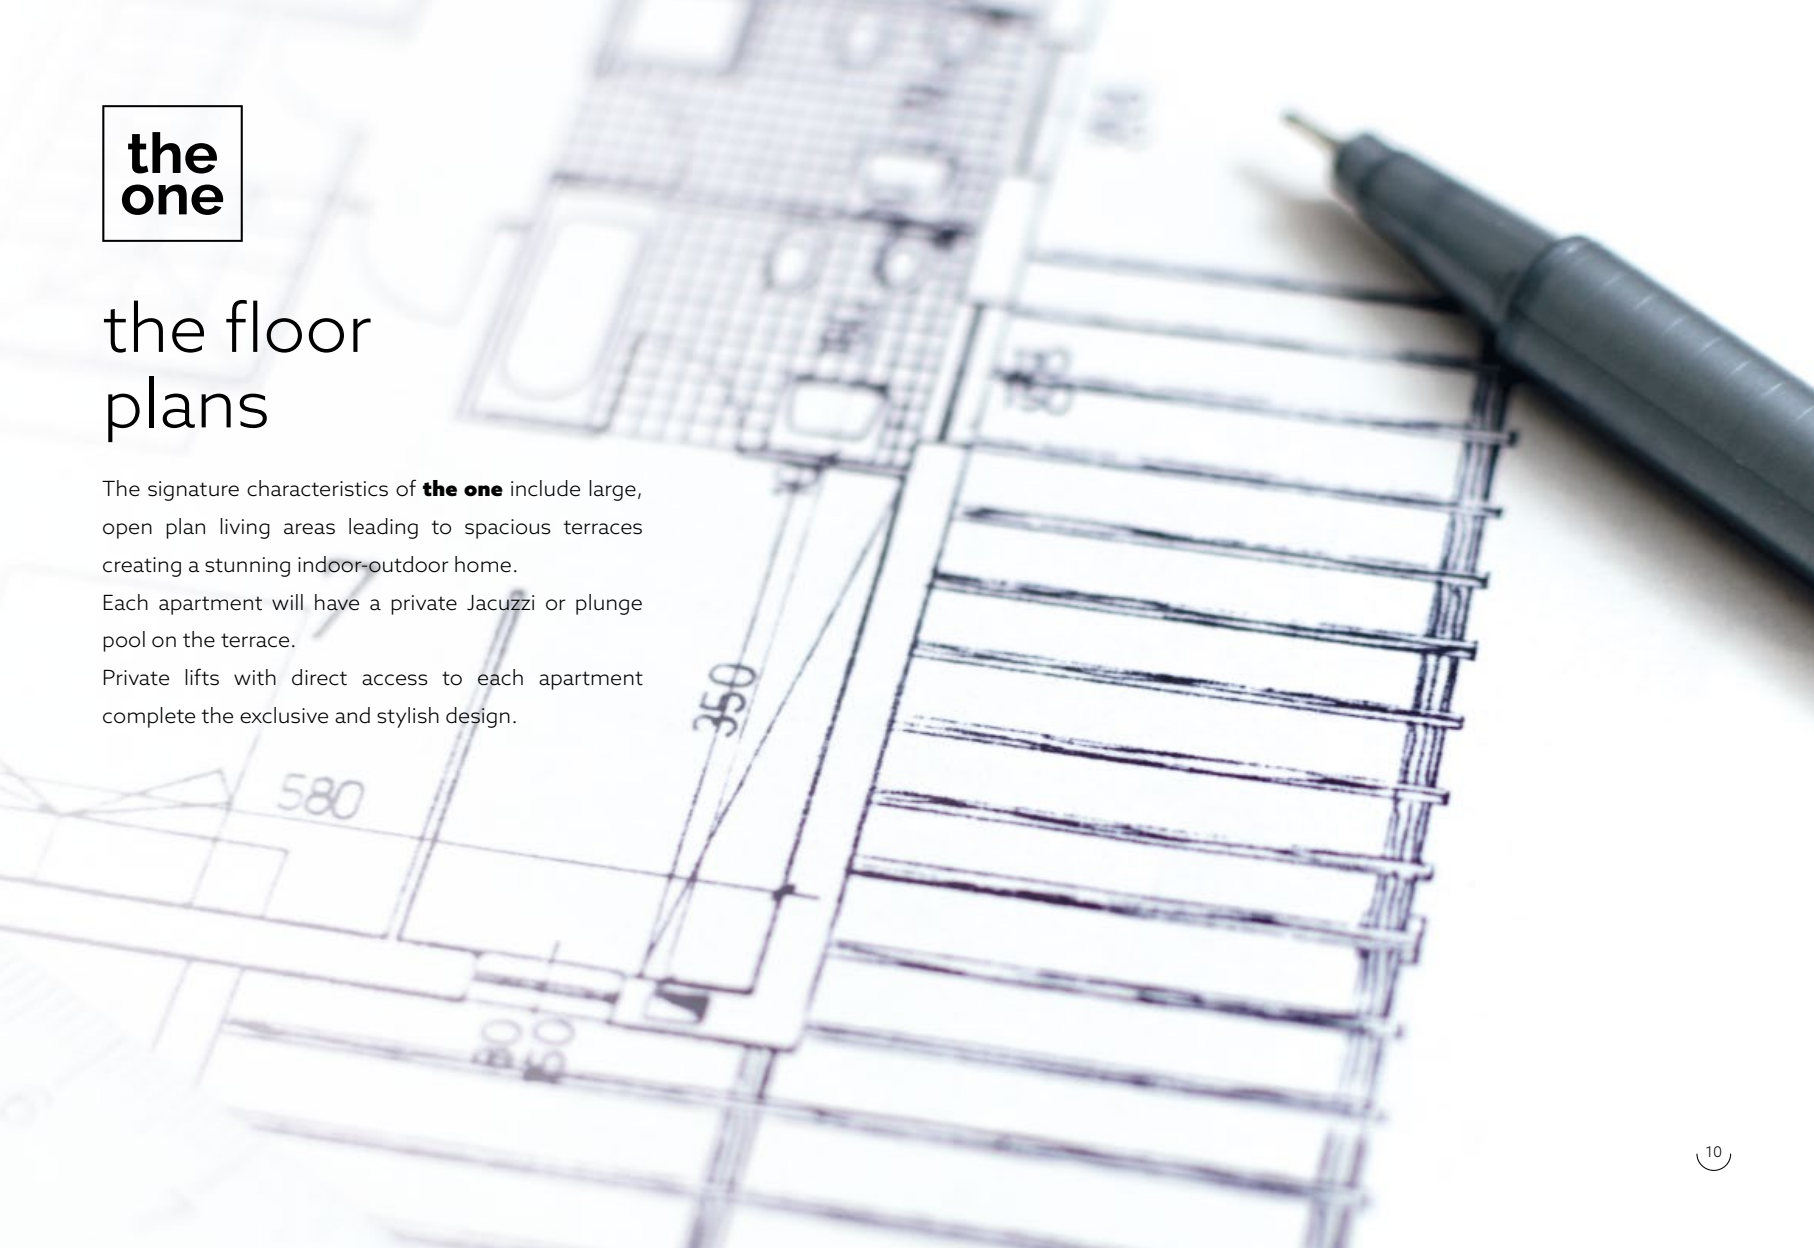 the
one
the floor
plans
The signature characteristics of the one include large,
open plan living areas leading to spacious terraces
creating a stunning indoor-outdoor home.
Each apartment will have a private Jacuzzi or plunge
pool on the terrace.
Private lifts with direct access to each apartment
complete the exclusive and stylish design.
7
350
580
10